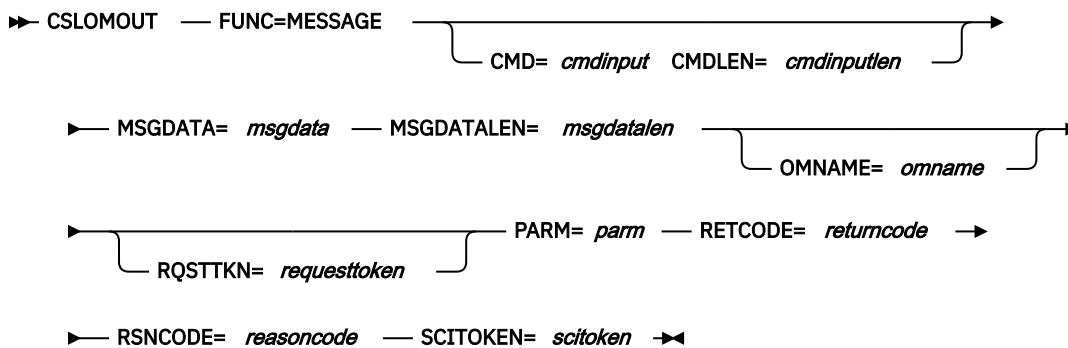 CSLOMOUT FUNC=MESSAGE
CMD= cmdinput CMDLEN= cmdinputlen
MSGDATA= msgdata MSGDATALEN= msgdatalen
OMNAME= omname
PARM= parm RETCODE= returncode
RQSTTKN= requesttoken
RSNCODE= reasoncode SCITOKEN= scitoken